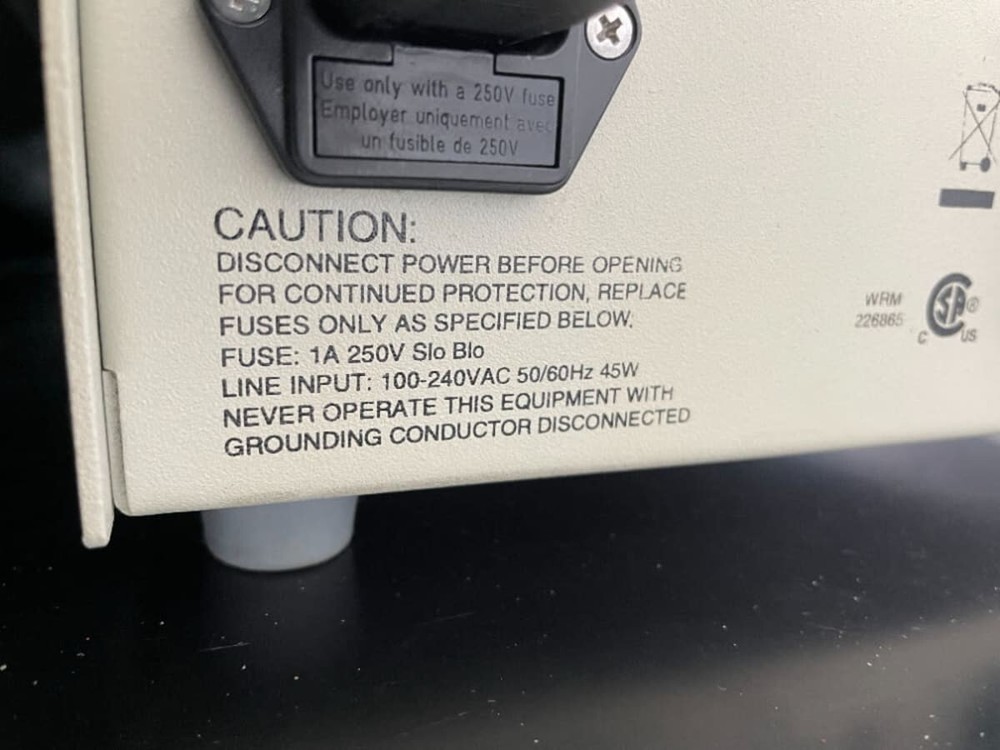 Use only with a 250V fuse
Employer uniquement avec
un fusible de 250V
CAUTION:
DISCONNECT POWER BEFORE OPENING
FOR CONTINUED PROTECTION, REPLACE
FUSES ONLY AS SPECIFIED BELOW.
FUSE: 1A 250V Slo Blo
LINE INPUT: 100-240VAC 50/60Hz 45W
NEVER OPERATE THIS EQUIPMENT WITH
GROUNDING CONDUCTOR DISCONNECTED
WRM
226865
SA®
C US